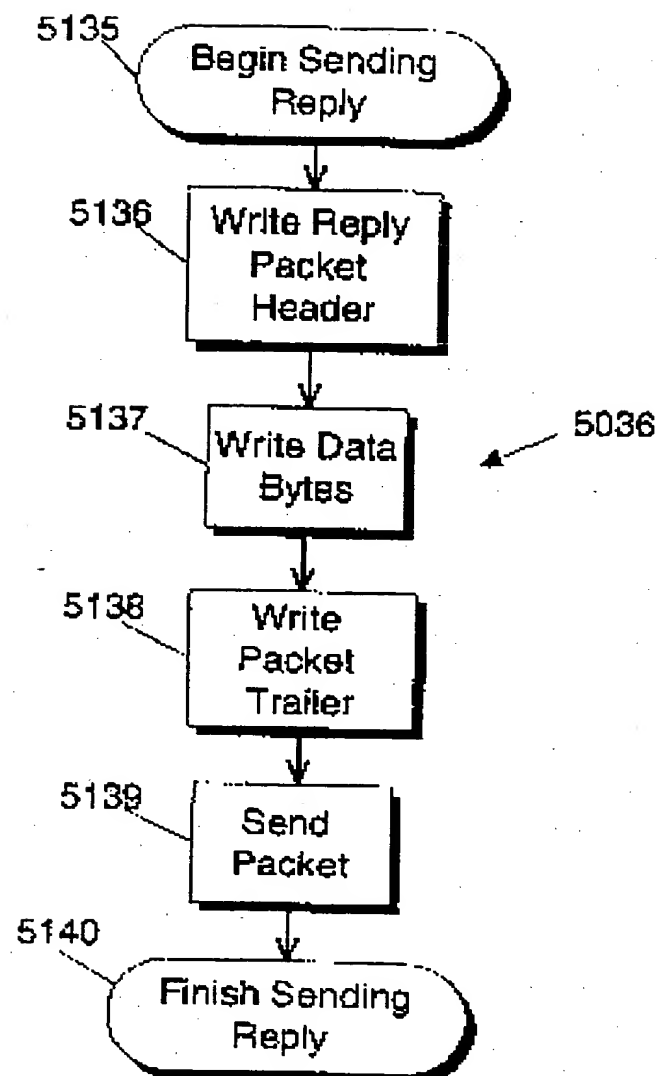 5135
Begin Sending
Reply
5136
Write Reply
Packet
Header
5137
Write Data
Bytes
5036
5138
Write
Packet
Trailer
5139
Send
Packet
5140
Finish Sending
Reply